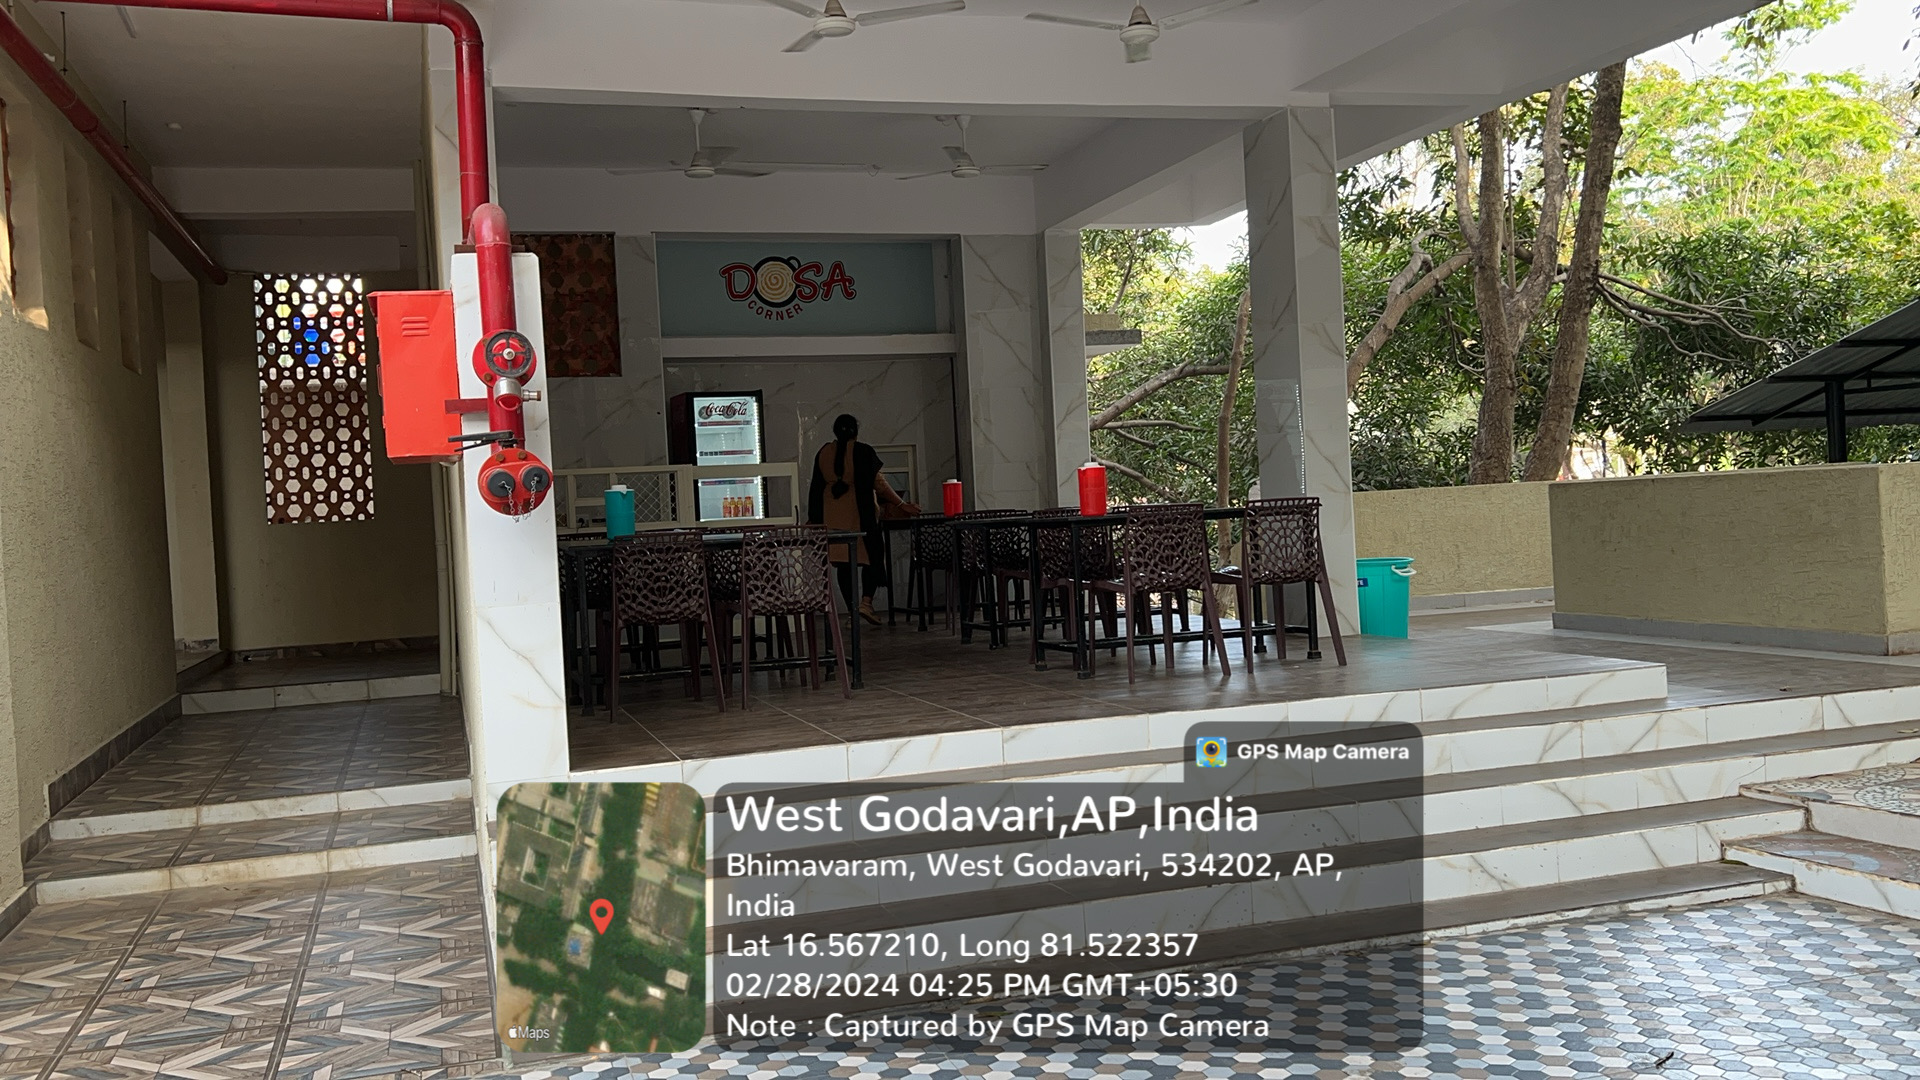 DOSA
CORNER
Coca-Cola
GPS Map Camera
West Godavari,AP,India
Bhimavaram, West Godavari, 534202, AP,
India
Lat 16.567210, Long 81.522357
02/28/2024 04:25 PM GMT+05:30
Note : Captured by GPS Map Camera
Maps